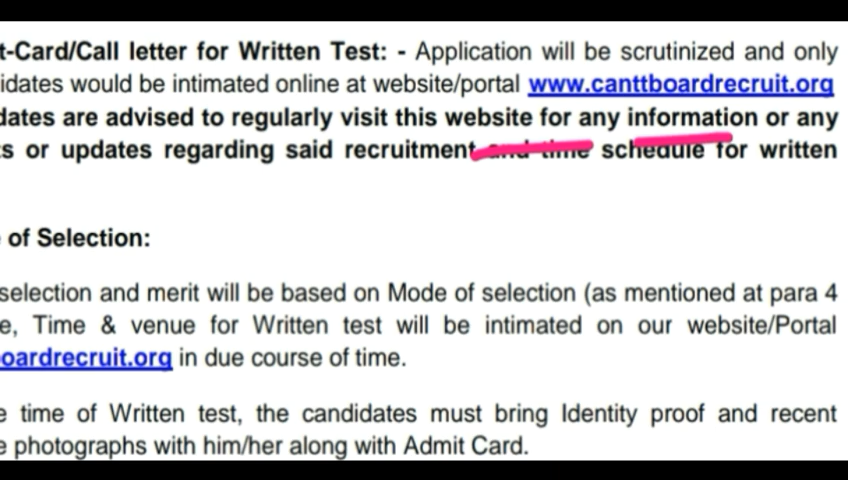 t-Card/Call letter for Written Test: - Application will be scrutinized and only
idates would be intimated online at website/portal www.canttboardrecruit.org
dates are advised to regularly visit this website for any information or any
s or updates regarding said recruitment and time schedule for written
of Selection:
selection and merit will be based on Mode of selection (as mentioned at para 4
e, Time & venue for Written test will be intimated on our website/Portal
oardrecruit.org in due course of time.
e time of Written test, the candidates must bring Identity proof and recent
e photographs with him/her along with Admit Card.